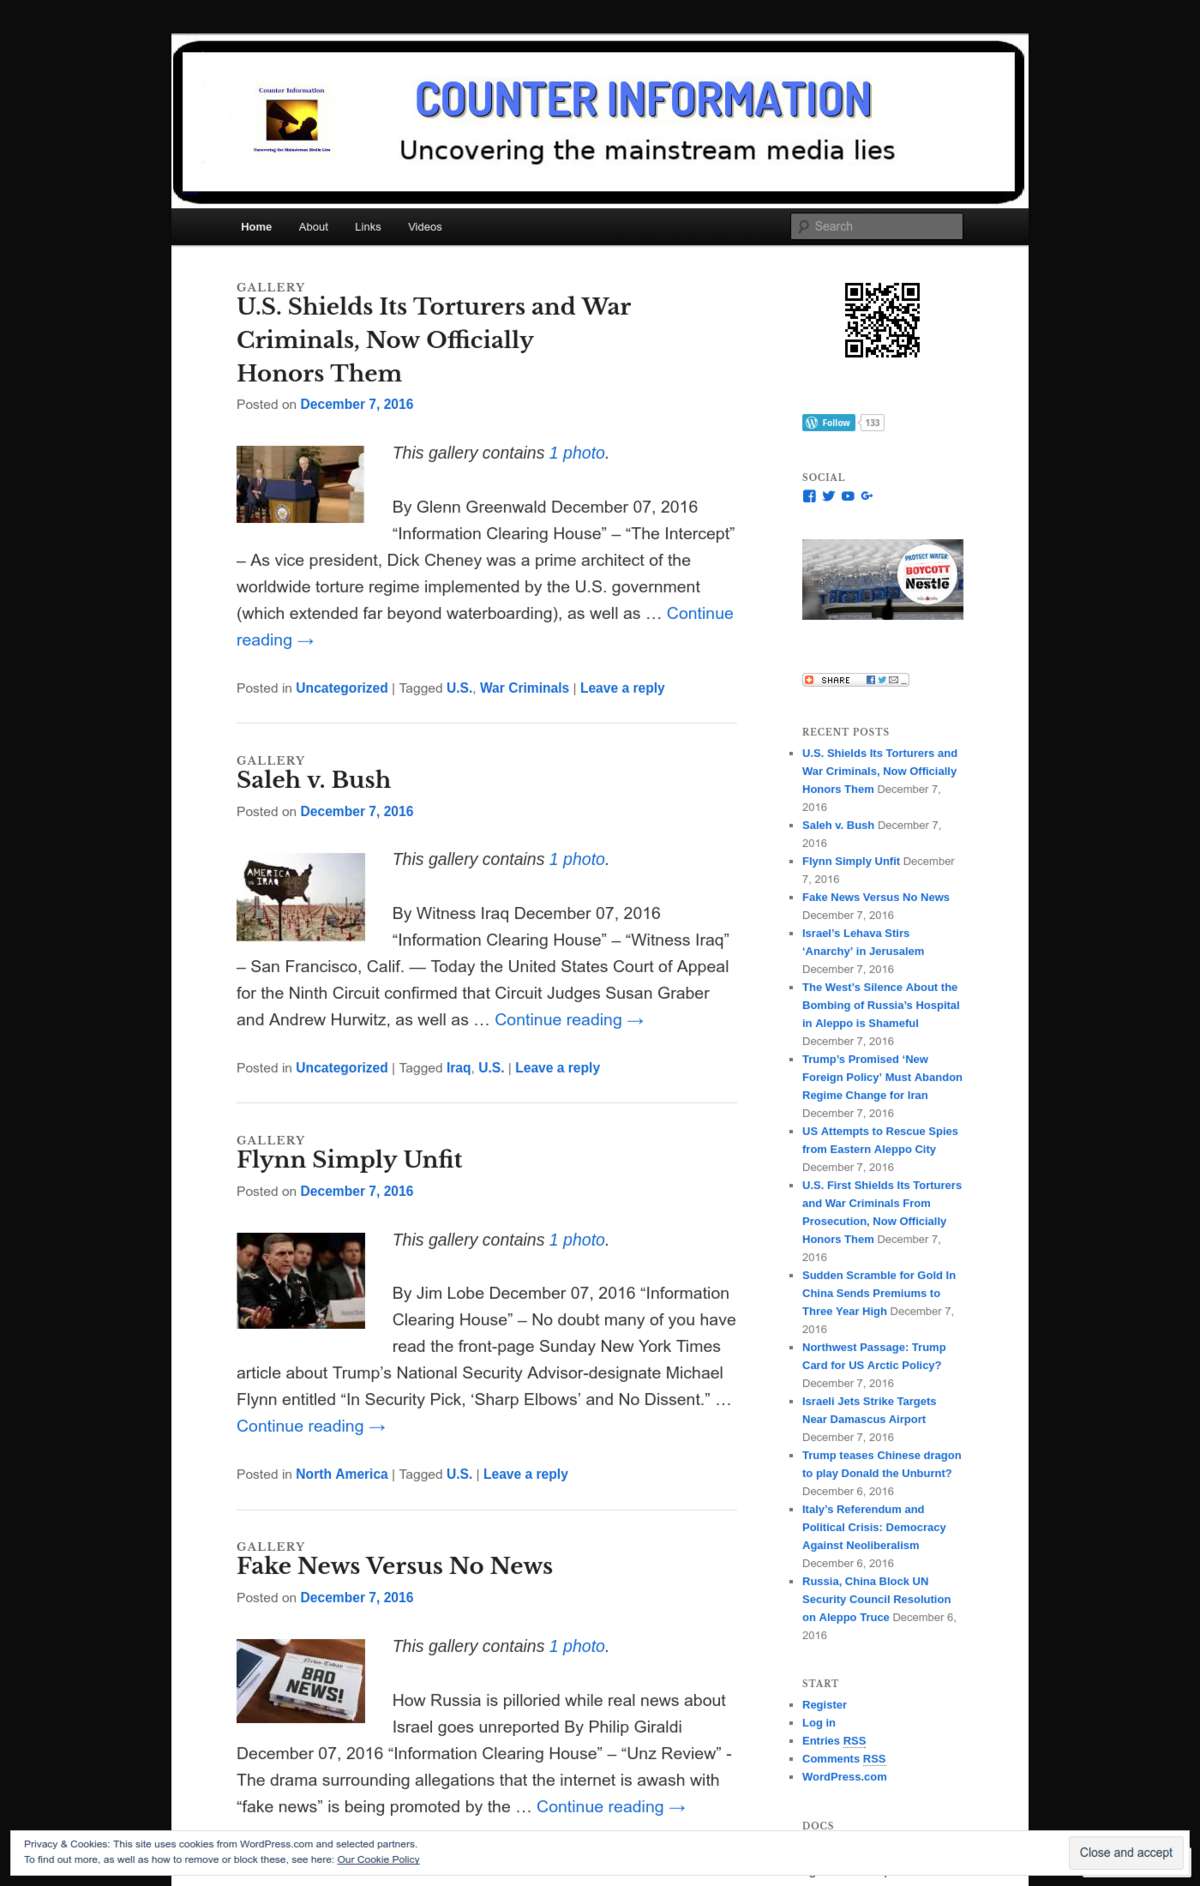 Counter Information
Uncovering the Mainstream Media Lies
COUNTER INFORMATION
Uncovering the mainstream media lies
Home About Links Videos
Search
GALLERY
U.S. Shields Its Torturers and War
Criminals, Now Officially
Honors Them
Posted on December 7, 2016
This gallery contains 1 photo.
By Glenn Greenwald December 07, 2016
“Information Clearing House” – “The Intercept”
– As vice president, Dick Cheney was a prime architect of the
worldwide torture regime implemented by the U.S. government
(which extended far beyond waterboarding), as well as … Continue
reading →
Posted in Uncategorized | Tagged U.S., War Criminals | Leave a reply
GALLERY
Saleh v. Bush
Posted on December 7, 2016
AMERICA
IRAQ
This gallery contains 1 photo.
By Witness Iraq December 07, 2016
“Information Clearing House” – “Witness Iraq”
– San Francisco, Calif. — Today the United States Court of Appeal
for the Ninth Circuit confirmed that Circuit Judges Susan Graber
and Andrew Hurwitz, as well as … Continue reading →
Posted in Uncategorized | Tagged Iraq, U.S. | Leave a reply
GALLERY
Flynn Simply Unfit
Posted on December 7, 2016
This gallery contains 1 photo.
By Jim Lobe December 07, 2016 “Information
Clearing House” – No doubt many of you have
read the front-page Sunday New York Times
article about Trump’s National Security Advisor-designate Michael
Flynn entitled “In Security Pick, ‘Sharp Elbows’ and No Dissent.” …
Continue reading →
Posted in North America | Tagged U.S. | Leave a reply
GALLERY
Fake News Versus No News
Posted on December 7, 2016
News Today
BAD
NEWS!
This gallery contains 1 photo.
How Russia is pilloried while real news about
Israel goes unreported By Philip Giraldi
December 07, 2016 “Information Clearing House” – “Unz Review” -
The drama surrounding allegations that the internet is awash with
“fake news” is being promoted by the … Continue reading →
Follow 133
SOCIAL
PROTECT WATER
BOYCOTT
Nestlé
SHARE
RECENT POSTS
U.S. Shields Its Torturers and
War Criminals, Now Officially
Honors Them December 7,
2016
Saleh v. Bush December 7,
2016
Flynn Simply Unfit December
7, 2016
Fake News Versus No News
December 7, 2016
Israel’s Lehava Stirs
‘Anarchy’ in Jerusalem
December 7, 2016
The West’s Silence About the
Bombing of Russia’s Hospital
in Aleppo is Shameful
December 7, 2016
Trump’s Promised ‘New
Foreign Policy’ Must Abandon
Regime Change for Iran
December 7, 2016
US Attempts to Rescue Spies
from Eastern Aleppo City
December 7, 2016
U.S. First Shields Its Torturers
and War Criminals From
Prosecution, Now Officially
Honors Them December 7,
2016
Sudden Scramble for Gold In
China Sends Premiums to
Three Year High December 7,
2016
Northwest Passage: Trump
Card for US Arctic Policy?
December 7, 2016
Israeli Jets Strike Targets
Near Damascus Airport
December 7, 2016
Trump teases Chinese dragon
to play Donald the Unburnt?
December 6, 2016
Italy’s Referendum and
Political Crisis: Democracy
Against Neoliberalism
December 6, 2016
Russia, China Block UN
Security Council Resolution
on Aleppo Truce December 6,
2016
START
Register
Log in
Entries RSS
Comments RSS
WordPress.com
DOCS
Privacy & Cookies: This site uses cookies from WordPress.com and selected partners.
To find out more, as well as how to remove or block these, see here: Our Cookie Policy
Close and accept